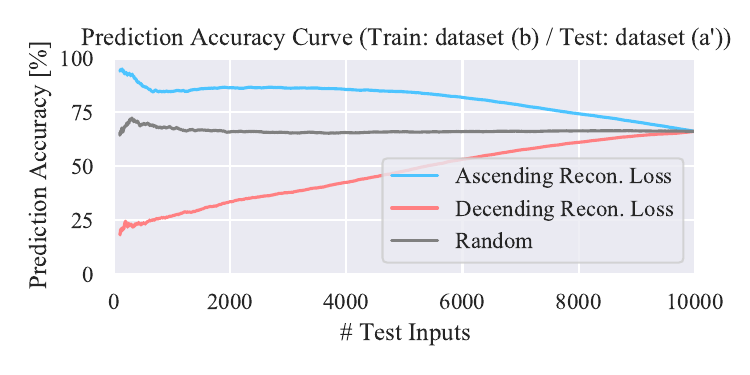 Prediction Accuracy Curve (Train: dataset (b) / Test: dataset (a'))
Prediction Accuracy [%]
100
75
50
25
0
Ascending Recon. Loss
Decending Recon. Loss
Random
0 2000 4000 6000 8000 10000
# Test Inputs